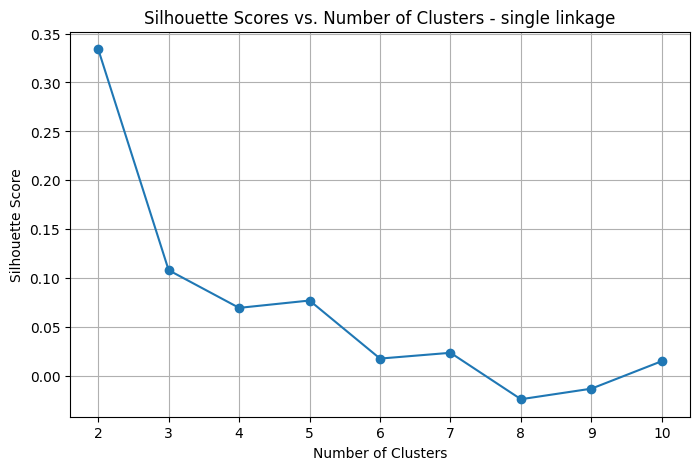 Silhouette Scores vs. Number of Clusters - single linkage
0.35
0.30
0.25
0.20
0.15
0.10
0.05
0.00
Silhouette Score
2 3 4 5 6 7 8 9 10
Number of Clusters